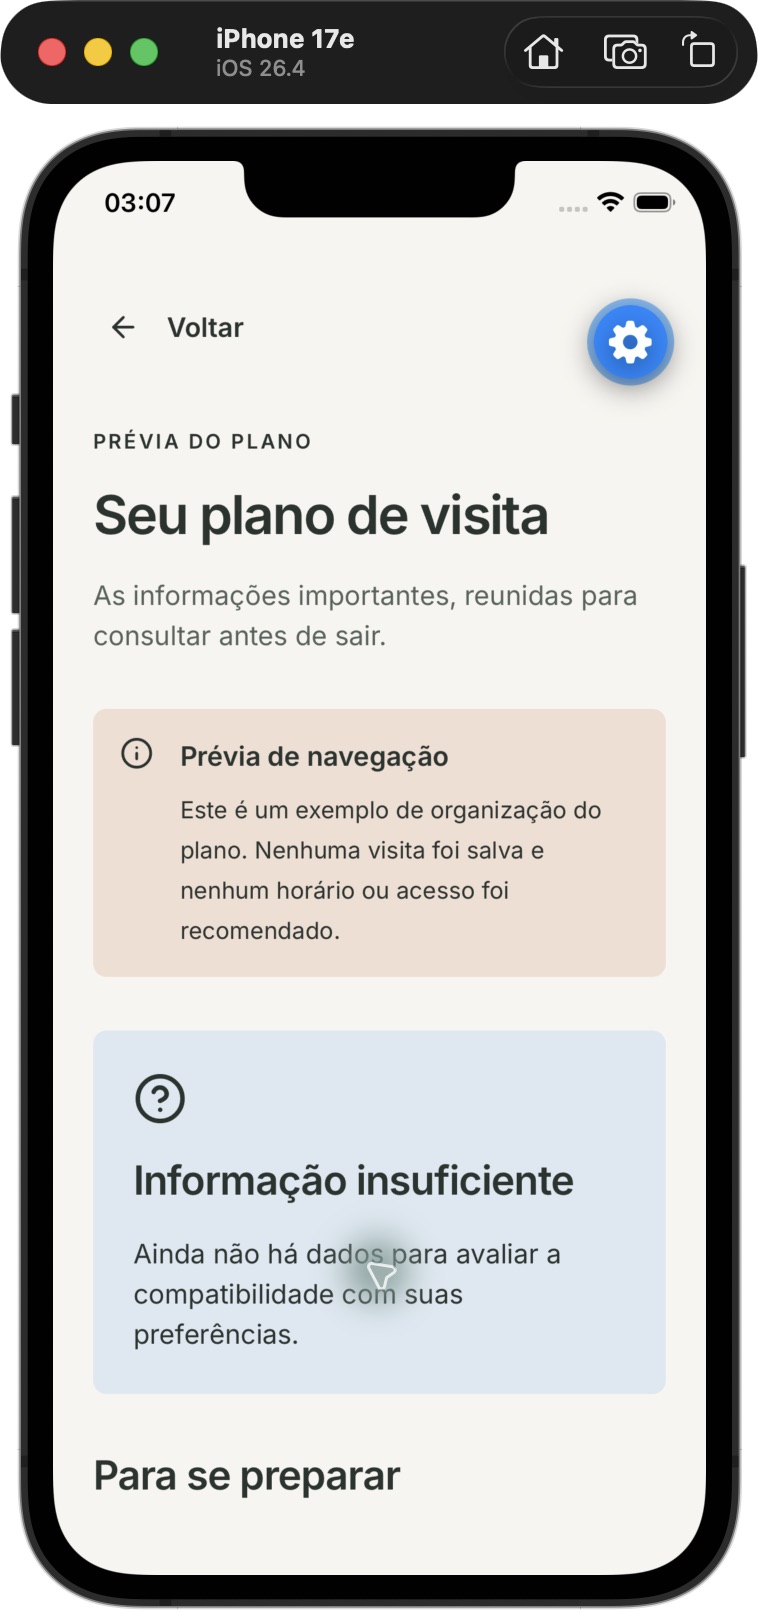 iPhone 17e
iOS 26.4
03:07
Voltar
PRÉVIA DO PLANO
Seu plano de visita
As informações importantes, reunidas para
consultar antes de sair.
Prévia de navegação
Este é um exemplo de organização do
plano. Nenhuma visita foi salva e
nenhum horário ou acesso foi
recomendado.
Informação insuficiente
Ainda não há dados para avaliar a
compatibilidade com suas
preferências.
Para se preparar